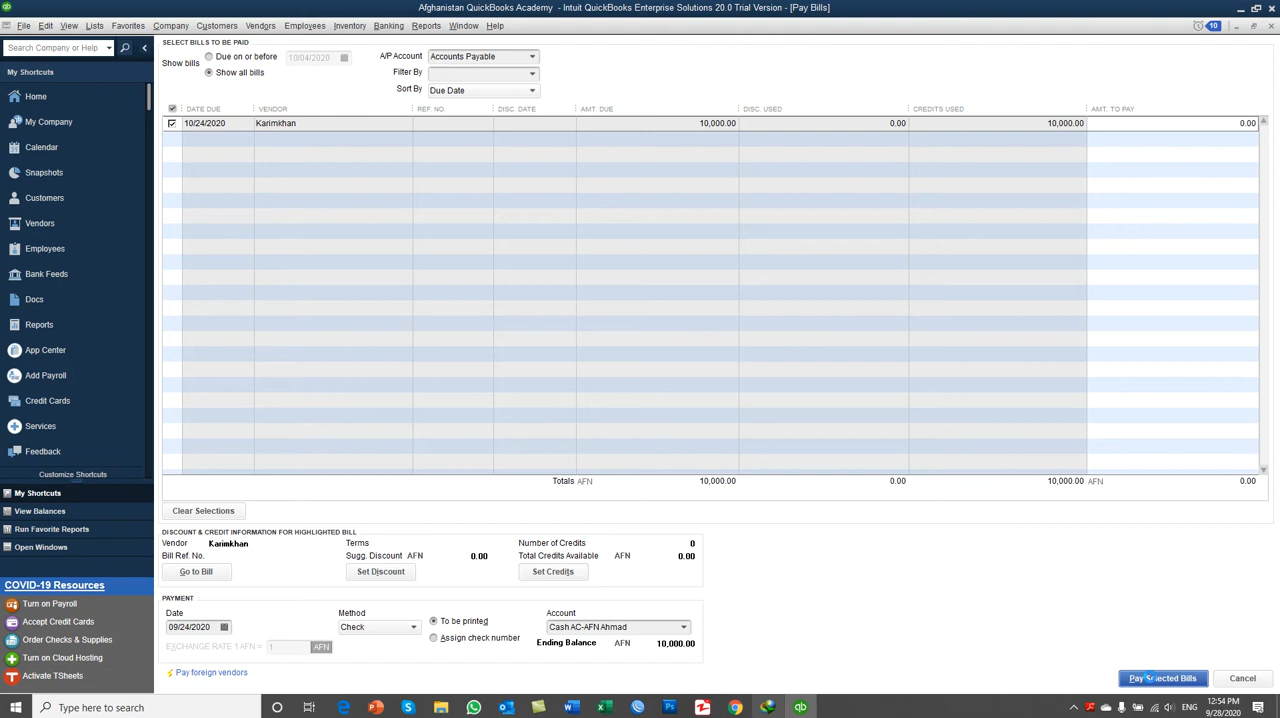 Afghanistan QuickBooks Academy - Intuit QuickBooks Enterprise Solutions 20.0 Trial Version - [Pay Bills]
File Edit View Lists Favorites Company Customers Vendors Employees Inventory Banking Reports Window Help 10
Search Company or Help
My Shortcuts
Home
My Company
Calendar
Snapshots
Customers
Vendors
Employees
Bank Feeds
Docs
Reports
App Center
Add Payroll
Credit Cards
Services
Feedback
Customize Shortcuts
My Shortcuts
View Balances
Run Favorite Reports
Open Windows
COVID-19 Resources
Turn on Payroll
Accept Credit Cards
Order Checks & Supplies
Turn on Cloud Hosting
Activate TSheets
SELECT BILLS TO BE PAID
Show bills Due on or before 10/04/2020 A/P Account Accounts Payable
Show all bills Filter By
Sort By Due Date
DATE DUE VENDOR REF. NO. DISC. DATE AMT. DUE DISC. USED CREDITS USED AMT. TO PAY
10/24/2020 Karimkhan 10,000.00 0.00 10,000.00 0.00
Totals AFN 10,000.00 0.00 10,000.00 AFN 0.00
Clear Selections
DISCOUNT & CREDIT INFORMATION FOR HIGHLIGHTED BILL
Vendor Karimkhan Terms Number of Credits 0
Bill Ref. No. Sugg. Discount AFN 0.00 Total Credits Available AFN 0.00
Go to Bill Set Discount Set Credits
PAYMENT
Date Method Account
09/24/2020 Check To be printed Cash AC-AFN Ahmad
Assign check number Ending Balance AFN 10,000.00
EXCHANGE RATE 1 AFN = 1 AFN
Pay foreign vendors
Pay Selected Bills Cancel
Type here to search
12:54 PM
9/28/2020